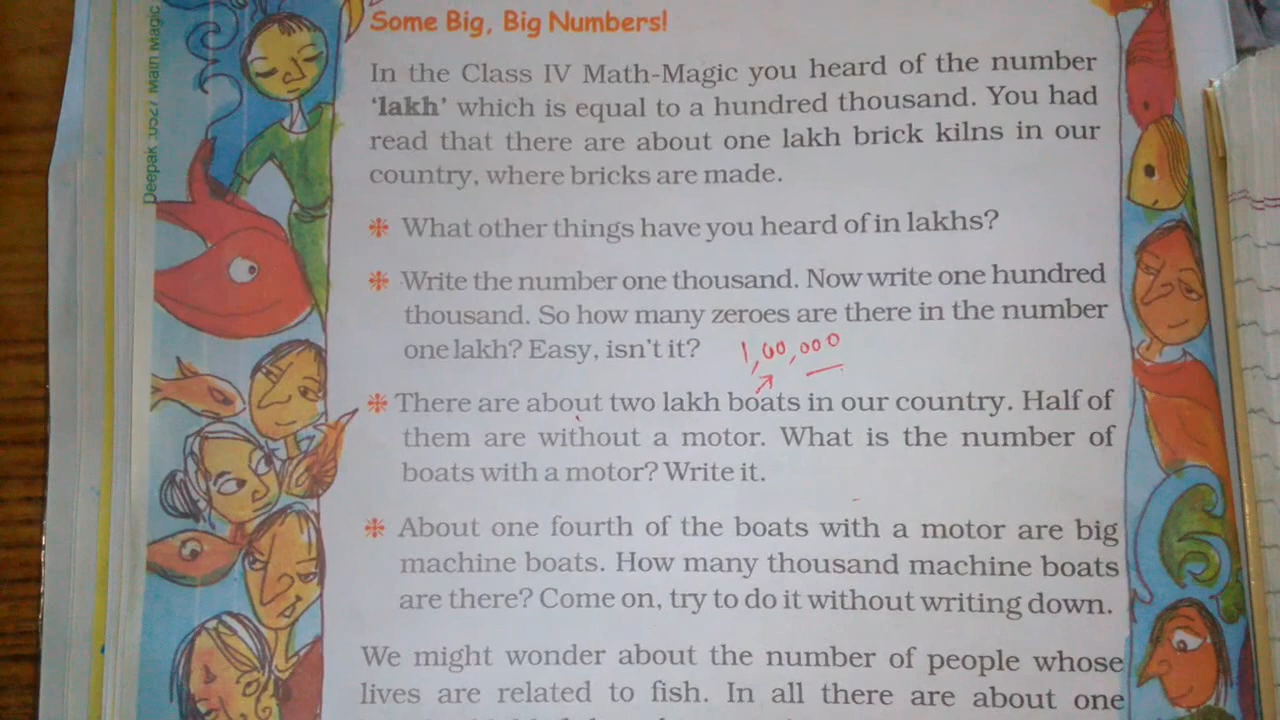 Some Big, Big Numbers!
In the Class IV Math-Magic you heard of the number
‘lakh’ which is equal to a hundred thousand. You had
read that there are about one lakh brick kilns in our
country, where bricks are made.
What other things have you heard of in lakhs?
Write the number one thousand. Now write one hundred
thousand. So how many zeroes are there in the number
one lakh? Easy, isn't it? 1,00,000
There are about two lakh boats in our country. Half of
them are without a motor. What is the number of
boats with a motor? Write it.
About one fourth of the boats with a motor are big
machine boats. How many thousand machine boats
are there? Come on, try to do it without writing down.
We might wonder about the number of people whose
lives are related to fish. In all there are about one
Deepak
Main Magic